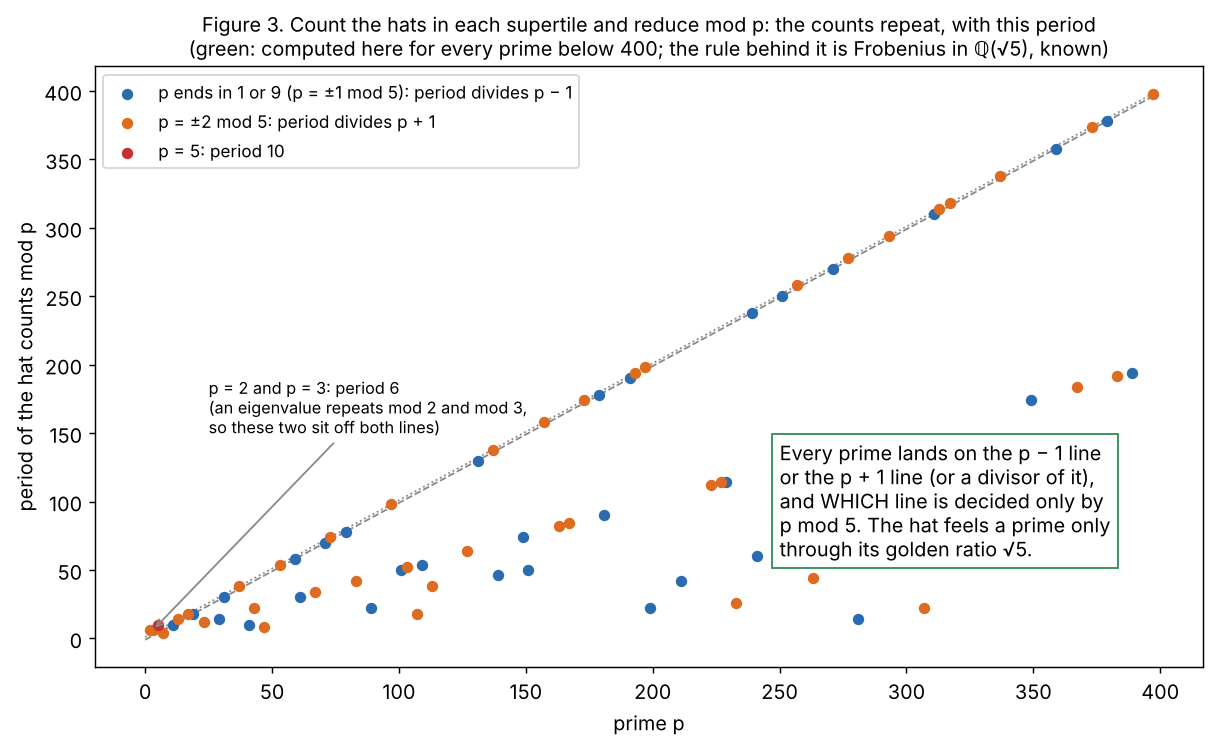 Figure 3. Count the hats in each supertile and reduce mod p: the counts repeat, with this period
(green: computed here for every prime below 400; the rule behind it is Frobenius in ℚ(√5), known)
p ends in 1 or 9 (p = ±1 mod 5): period divides p − 1
p = ±2 mod 5: period divides p + 1
p = 5: period 10
period of the hat counts mod p
400
350
300
250
200
150
100
50
0
p = 2 and p = 3: period 6
(an eigenvalue repeats mod 2 and mod 3,
so these two sit off both lines)
Every prime lands on the p − 1 line
or the p + 1 line (or a divisor of it),
and WHICH line is decided only by
p mod 5. The hat feels a prime only
through its golden ratio √5.
0 50 100 150 200 250 300 350 400
prime p